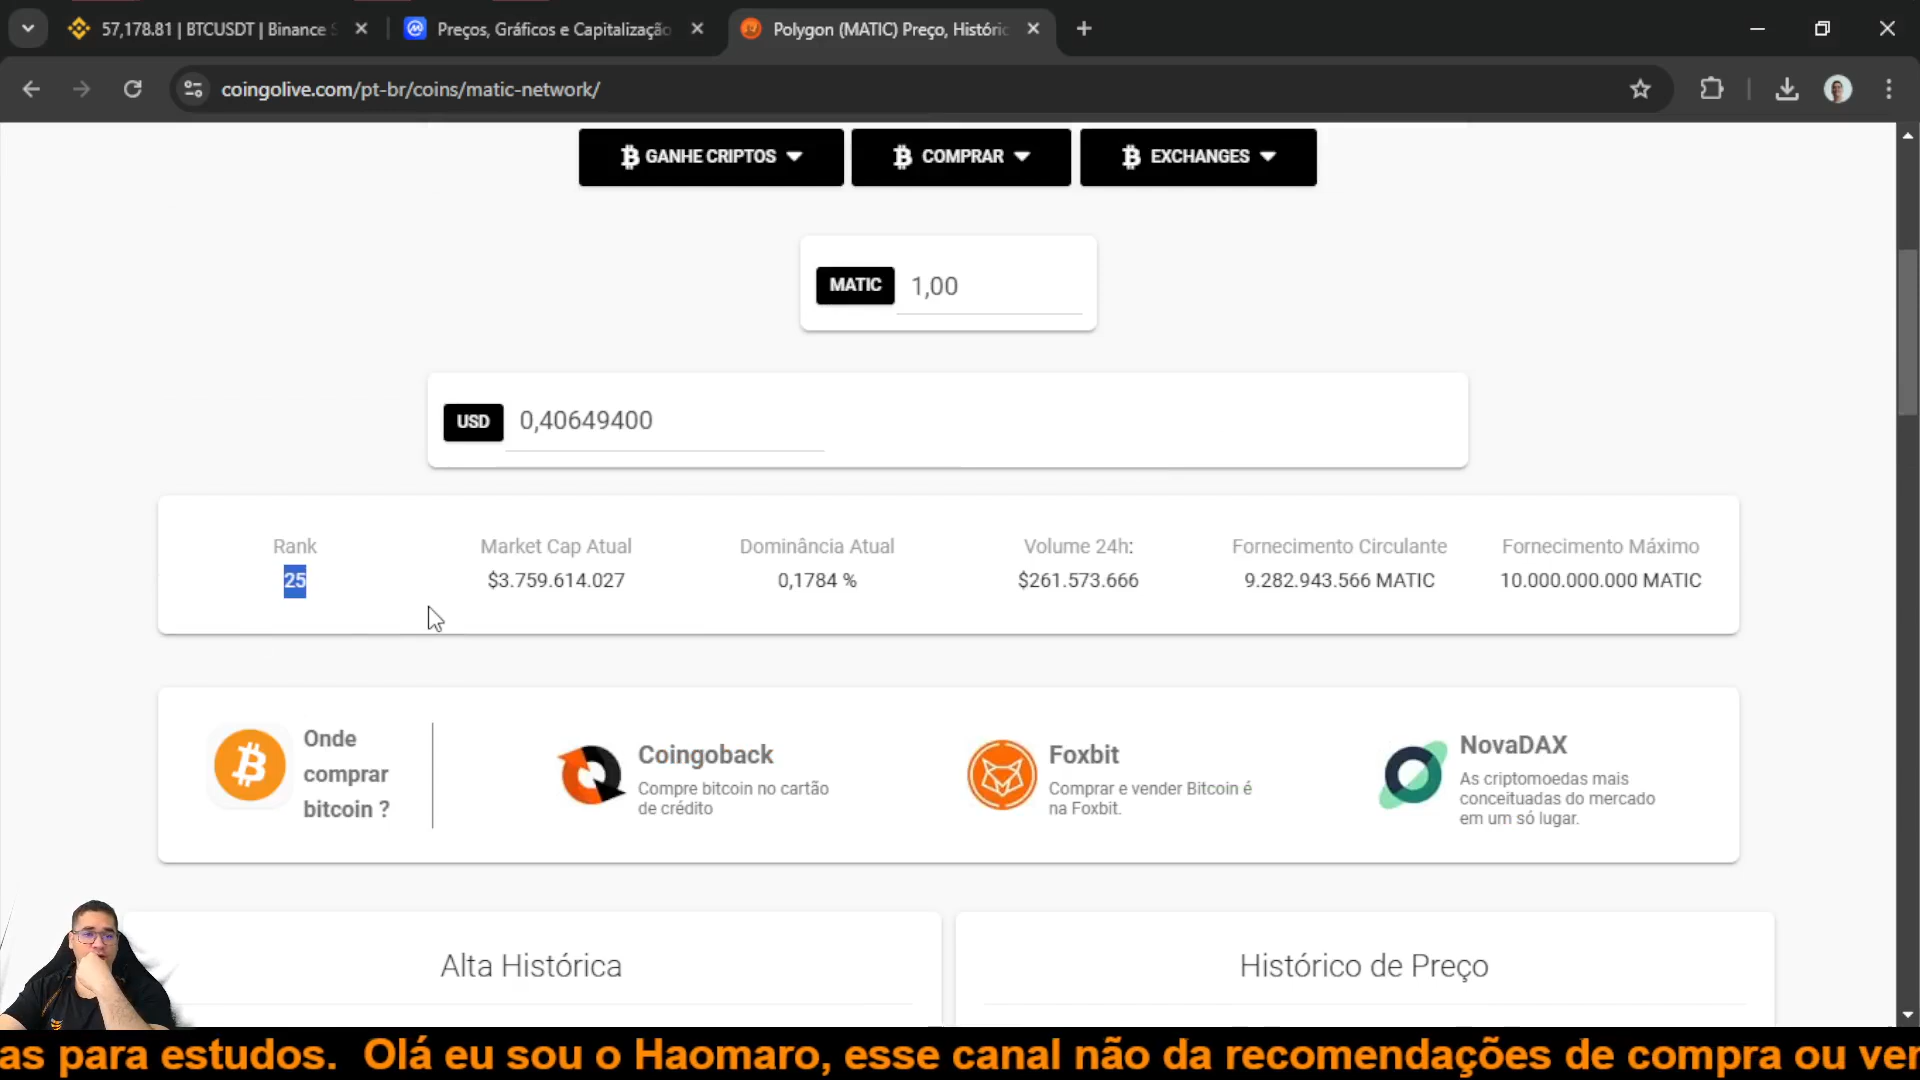 57,178.81 | BTCUSDT | Binance S
Preços, Gráficos e Capitalização
Polygon (MATIC) Preço, Históric
coingolive.com/pt-br/coins/matic-network/
GANHE CRIPTOS
COMPRAR
EXCHANGES
MATIC 1,00
USD 0,40649400
Rank
25
Market Cap Atual
$3.759.614.027
Dominância Atual
0,1784 %
Volume 24h:
$261.573.666
Fornecimento Circulante
9.282.943.566 MATIC
Fornecimento Máximo
10.000.000.000 MATIC
Onde
comprar
bitcoin ?
Coingoback
Compre bitcoin no cartão
de crédito
Foxbit
Comprar e vender Bitcoin é
na Foxbit.
NovaDAX
As criptomoedas mais
conceituadas do mercado
em um só lugar.
Alta Histórica
Histórico de Preço
as para estudos. Olá eu sou o Haomaro, esse canal não da recomendações de compra ou ver